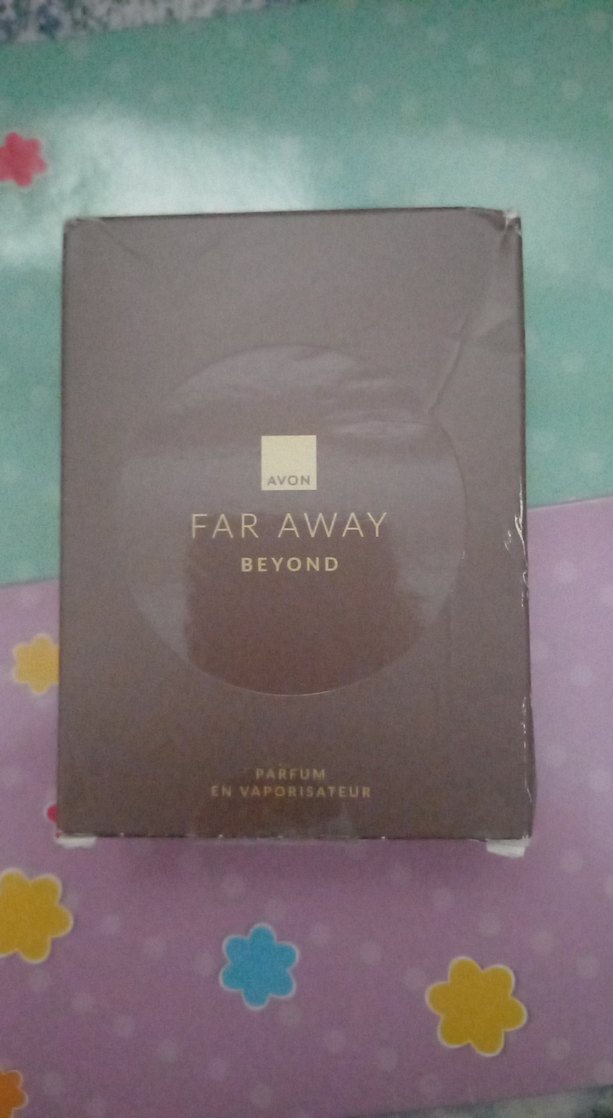 AVON
FAR AWAY
BEYOND
PARFUM
EN VAPORISATEUR